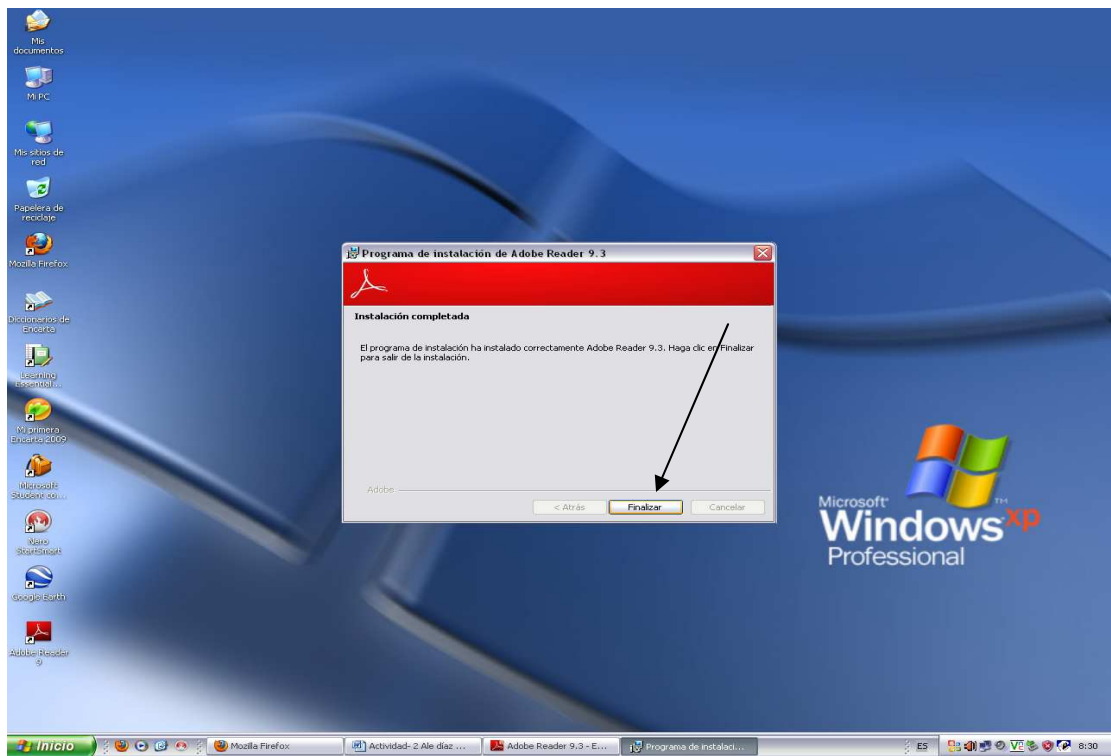 Mis
documentos
Mi PC
Mis sitios de
red
Papelera de
reciclaje
Mozilla Firefox
Diccionarios de
Encarta
Learning
Essential ...
Mi primera
Encarta 2009
Microsoft
Student co...
Nero
StartSmart
Google Earth
Adobe Reader
9
Programa de instalación de Adobe Reader 9.3
Instalación completada
El programa de instalación ha instalado correctamente Adobe Reader 9.3. Haga clic en Finalizar
para salir de la instalación.
Adobe
< Atrás
Finalizar
Cancelar
Microsoft
Windows xp
TM
Professional
Inicio
Mozilla Firefox
Actividad- 2 Ale díaz ...
Adobe Reader 9,3 - E...
Programa de instalaci...
ES
8:30